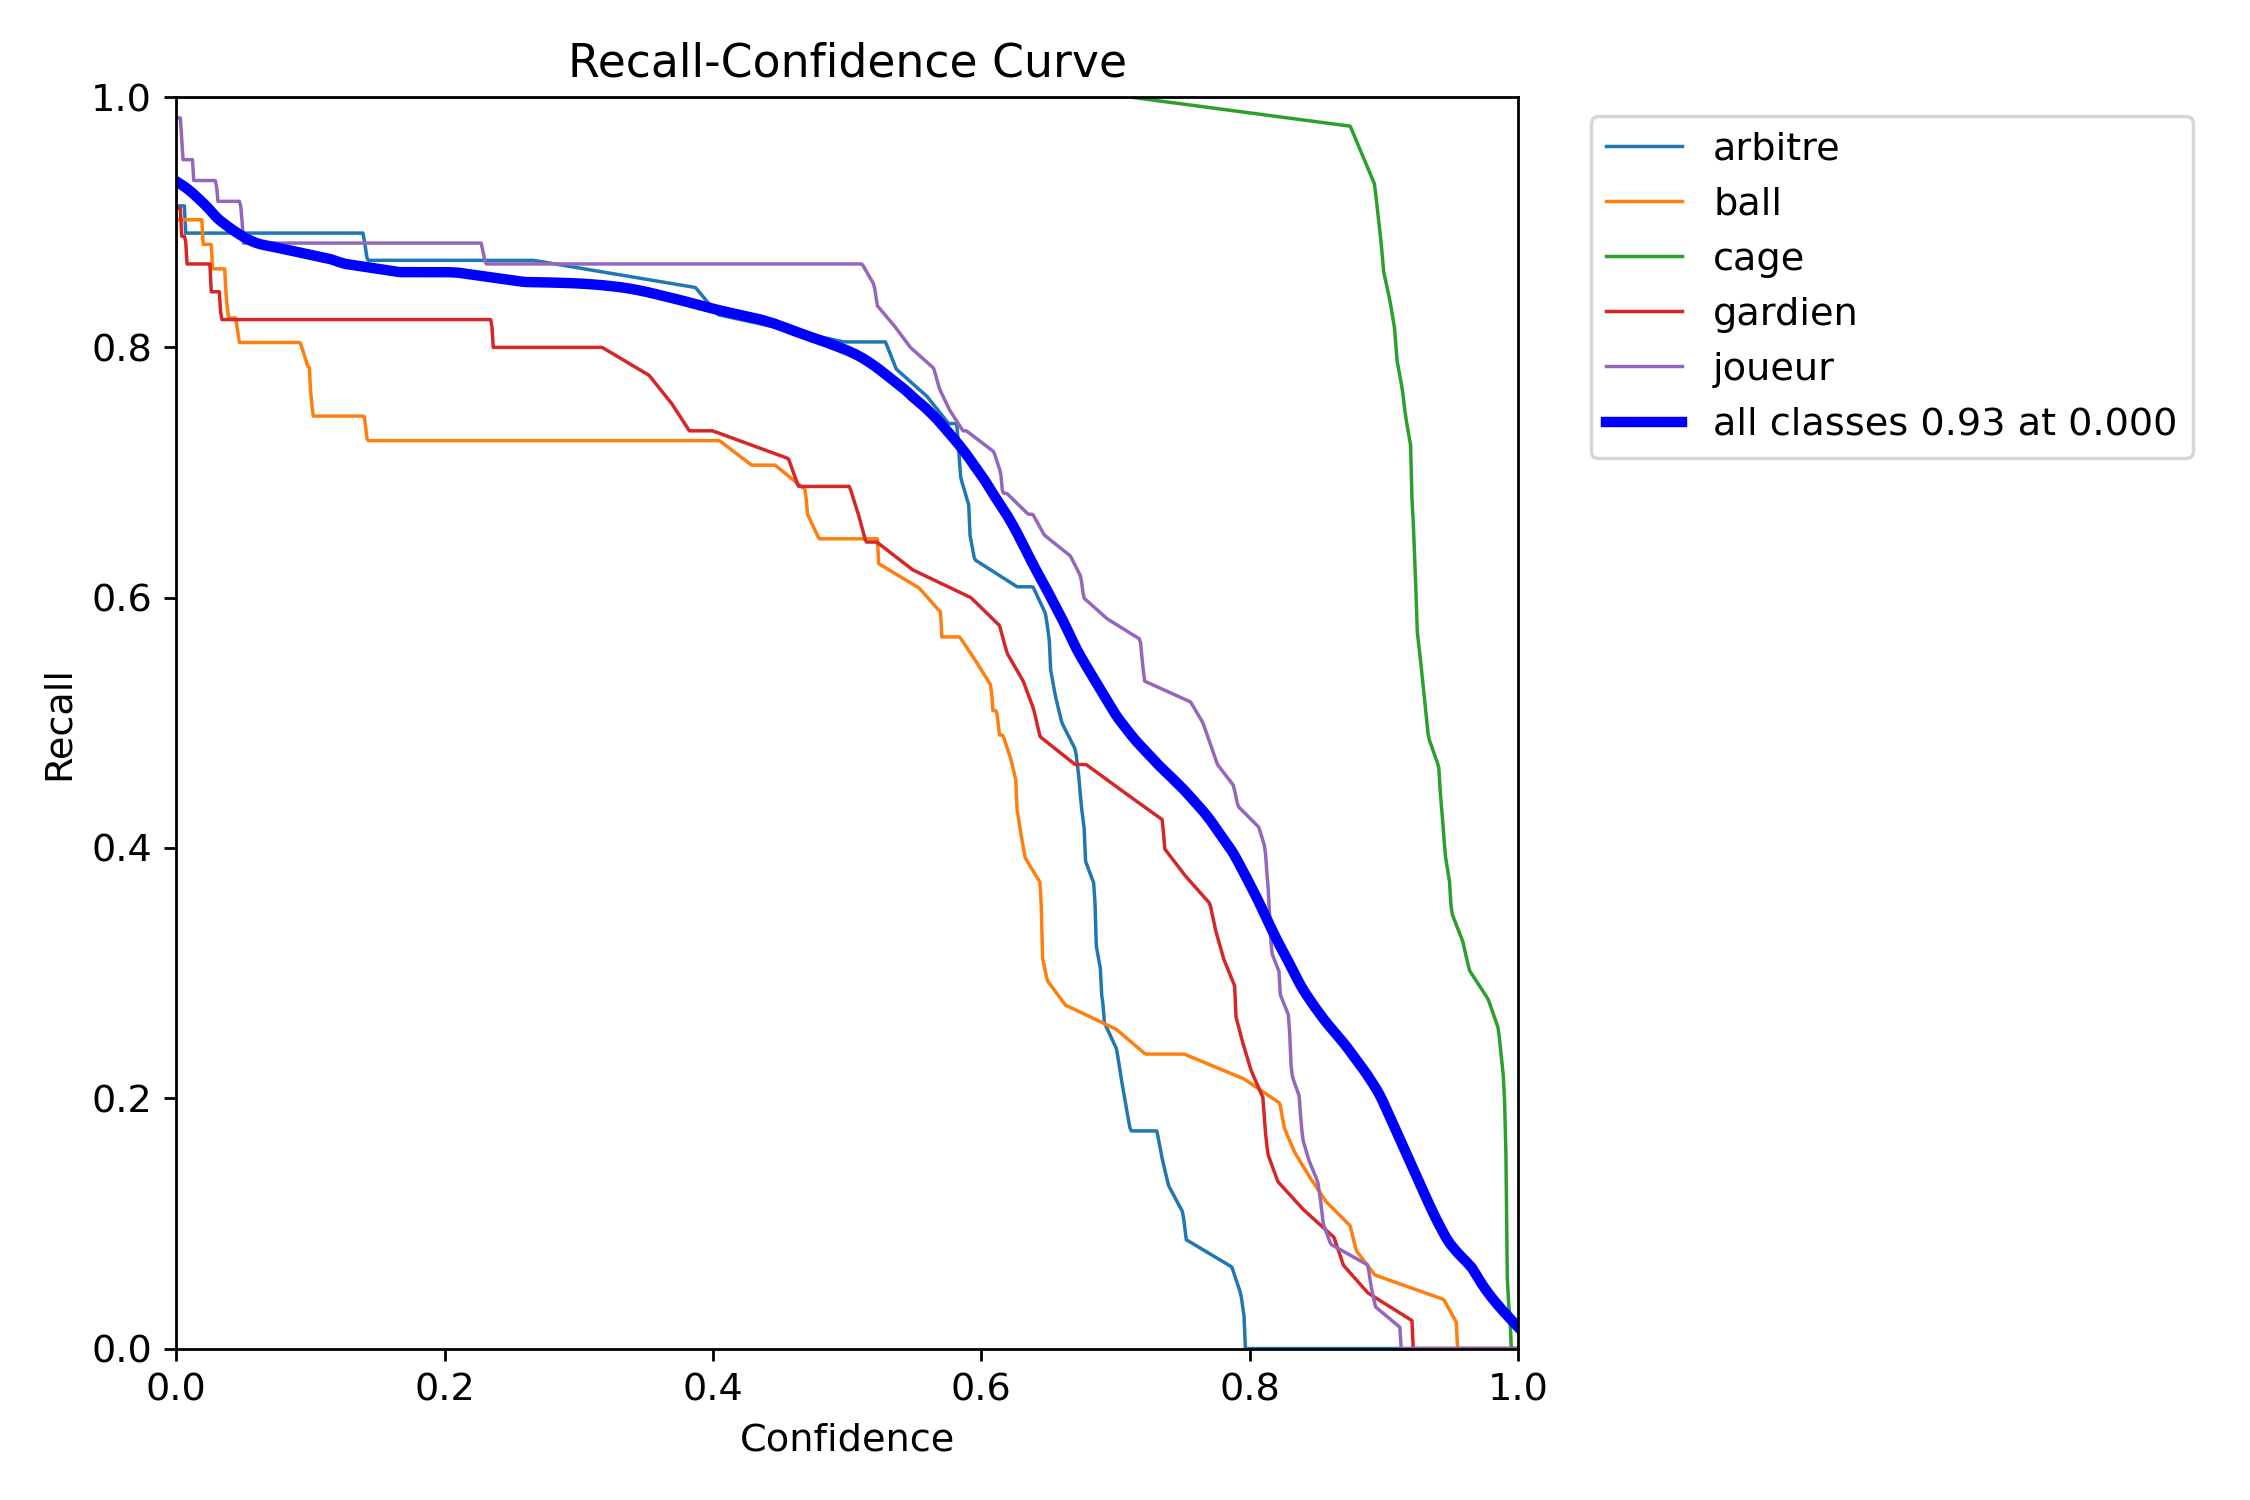 Recall-Confidence Curve
1.0
0.8
0.6
0.4
0.2
0.0
Recall
0.0 0.2 0.4 0.6 0.8 1.0
Confidence
arbitre
ball
cage
gardien
joueur
all classes 0.93 at 0.000